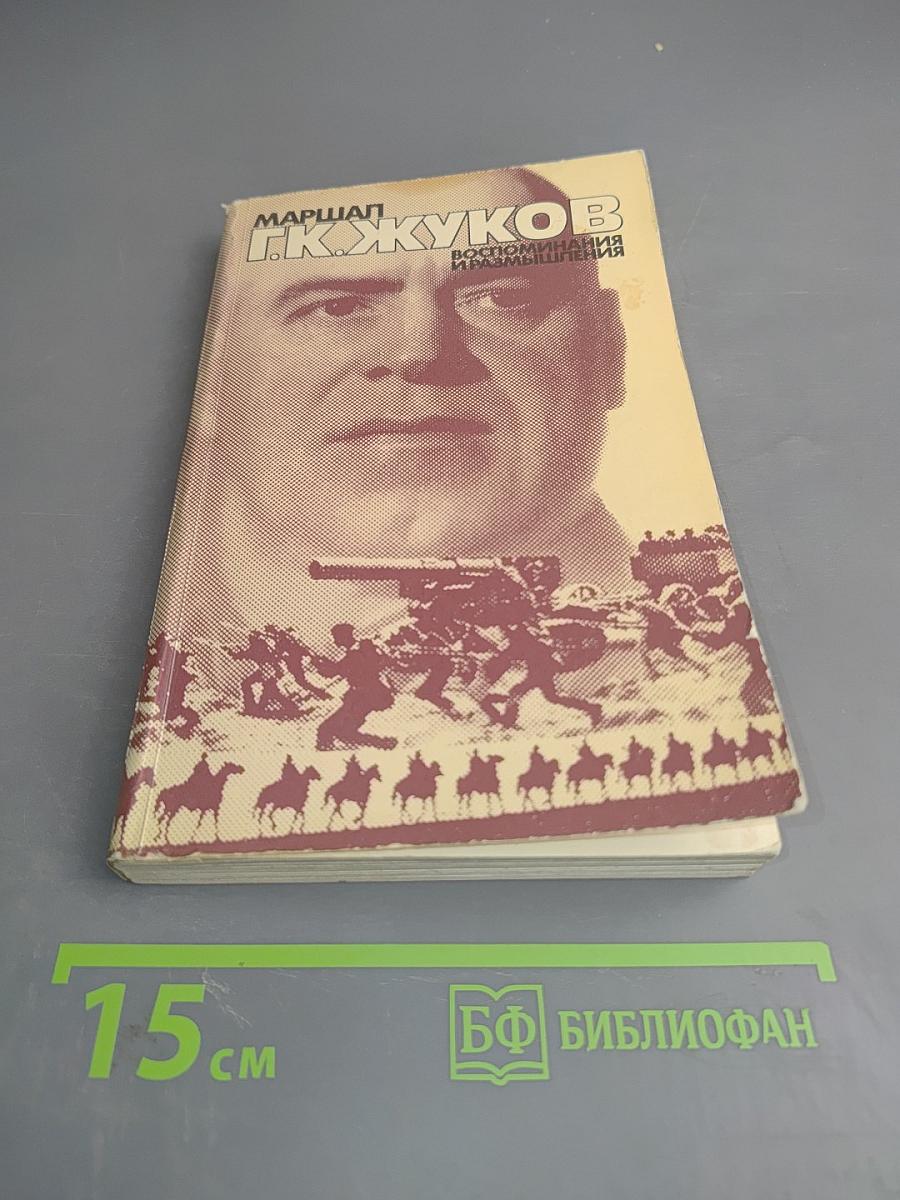 МАРШАЛ
Г.К.ЖУКОВ
ВОСПОМИНАНИЯ
И РАЗМЫШЛЕНИЯ
15 см
БФ БИБЛИОФАН